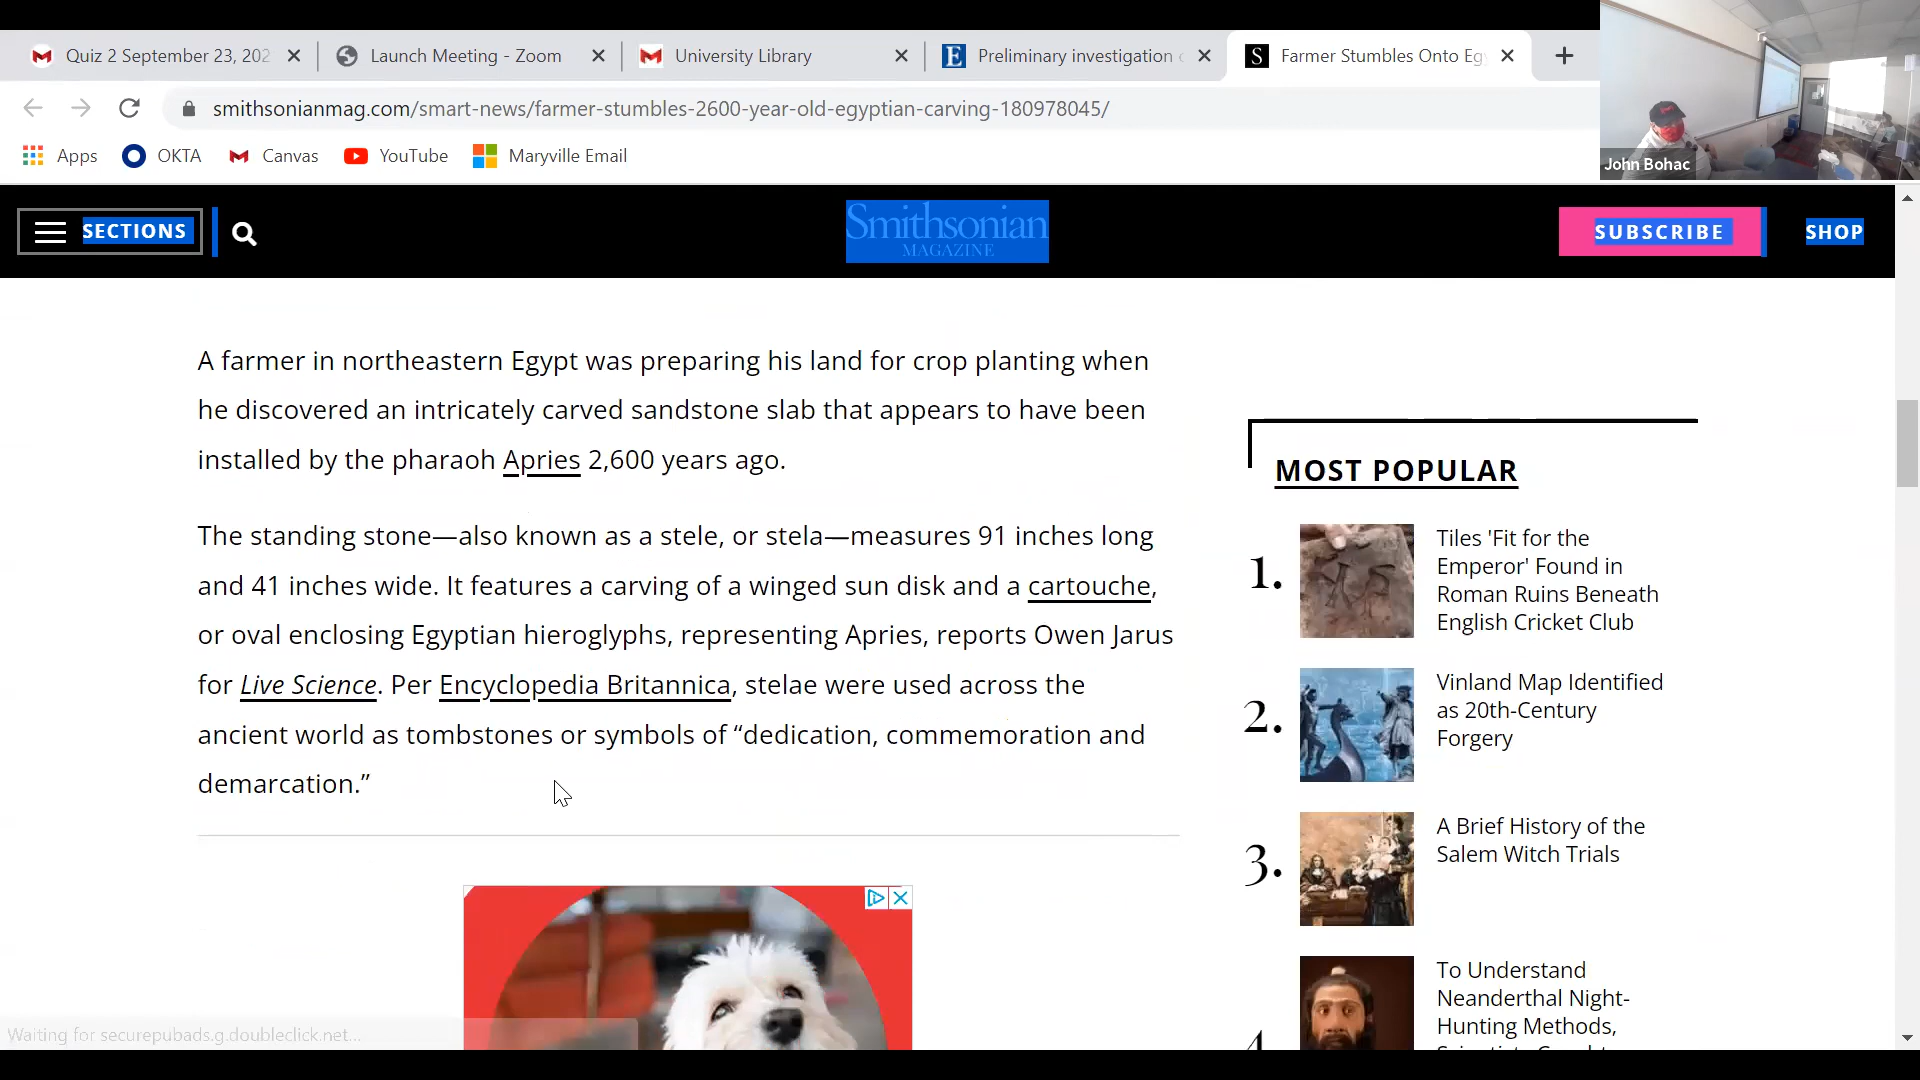 Quiz 2 September 23, 202
Launch Meeting - Zoom
University Library
Preliminary investigation
Farmer Stumbles Onto Eg
John Bohac
smithsonianmag.com/smart-news/farmer-stumbles-2600-year-old-egyptian-carving-180978045/
Apps
OKTA
Canvas
YouTube
Maryville Email
SECTIONS
Smithsonian
MAGAZINE
SUBSCRIBE
SHOP
A farmer in northeastern Egypt was preparing his land for crop planting when
he discovered an intricately carved sandstone slab that appears to have been
installed by the pharaoh Apries 2,600 years ago.
The standing stone—also known as a stele, or stela—measures 91 inches long
and 41 inches wide. It features a carving of a winged sun disk and a cartouche,
or oval enclosing Egyptian hieroglyphs, representing Apries, reports Owen Jarus
for Live Science. Per Encyclopedia Britannica, stelae were used across the
ancient world as tombstones or symbols of “dedication, commemoration and
demarcation.”
MOST POPULAR
1.
Tiles 'Fit for the
Emperor' Found in
Roman Ruins Beneath
English Cricket Club
2.
Vinland Map Identified
as 20th-Century
Forgery
3.
A Brief History of the
Salem Witch Trials
To Understand
Neanderthal Night-
Hunting Methods,
Waiting for securepubads.g.doubleclick.net...